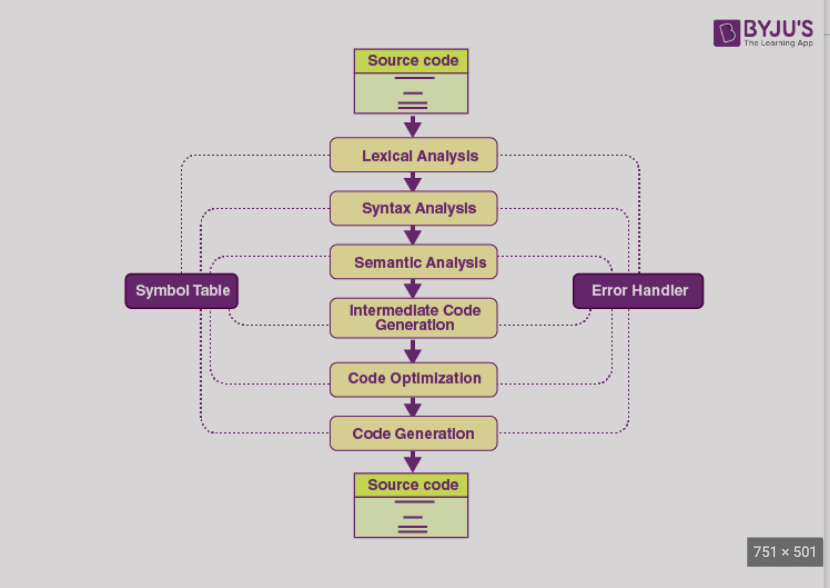 BYJU'S
The Learning App
Source code
Lexical Analysis
Syntax Analysis
Semantic Analysis
Symbol Table
Error Handler
Intermediate Code
Generation
Code Optimization
Code Generation
Source code
751 × 501